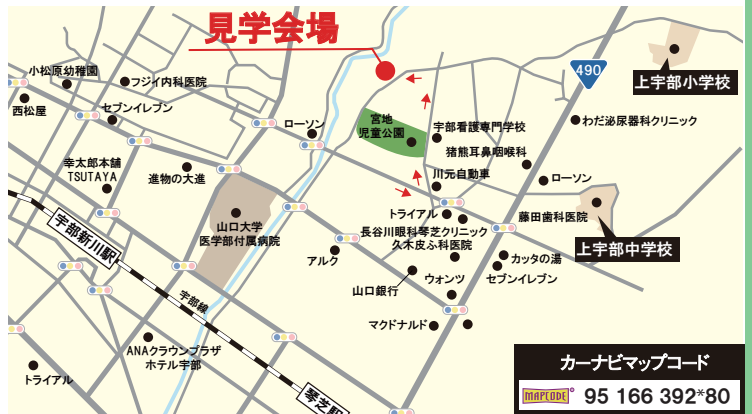 見学会場
小松原幼稚園
フジイ内科医院
西松屋
セブンイレブン
ローソン
宮地
児童公園
宇部看護専門学校
猪熊耳鼻咽喉科
川元自動車
490
上宇部小学校
わだ泌尿器科クリニック
ローソン
藤田歯科医院
上宇部中学校
幸太郎本舗
TSUTAYA
進物の大進
山口大学
医学部付属病院
トライアル
長谷川眼科琴芝クリニック
久木皮ふ科医院
カッタの湯
セブンイレブン
アルク
山口銀行
ウォンツ
マクドナルド
宇部新川駅
宇部線
ANAクラウンプラザ
ホテル宇部
トライアル
琴芝駅
カーナビマップコード
MAPCODE 95 166 392*80